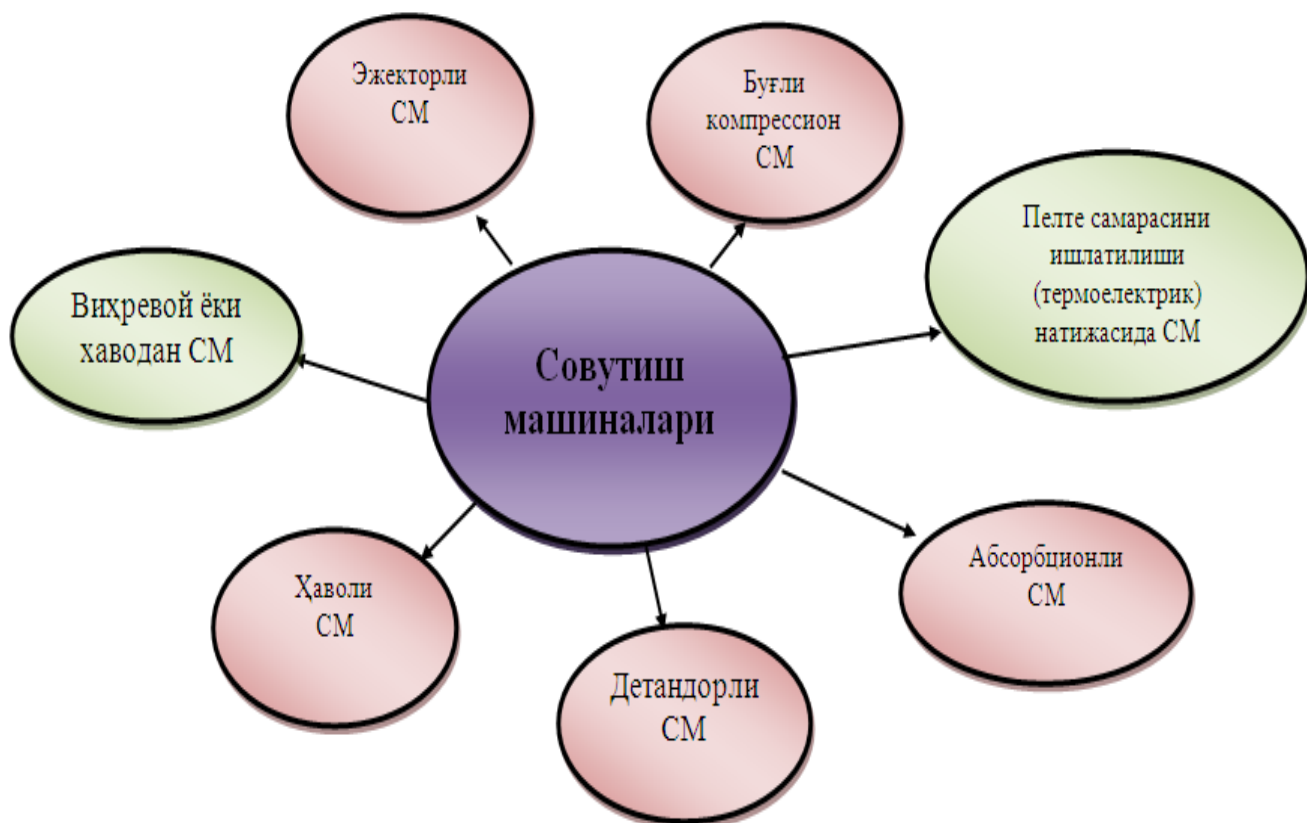 Эжекторли
СМ
Буғли
компрессион
СМ
Пелте самарасини
ишлатилиши
(термоелектрик)
натижасида СМ
Виҳревой ёки
хаводан СМ
Совутиш
машиналари
Ҳаволи
СМ
Детандорли
СМ
Абсорбционли
СМ